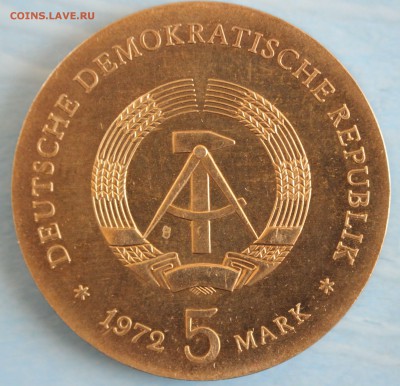 COINS.LAVE.RU
DEUTSCHE DEMOKRATISCHE REPUBLIK
* 1972 5 MARK *